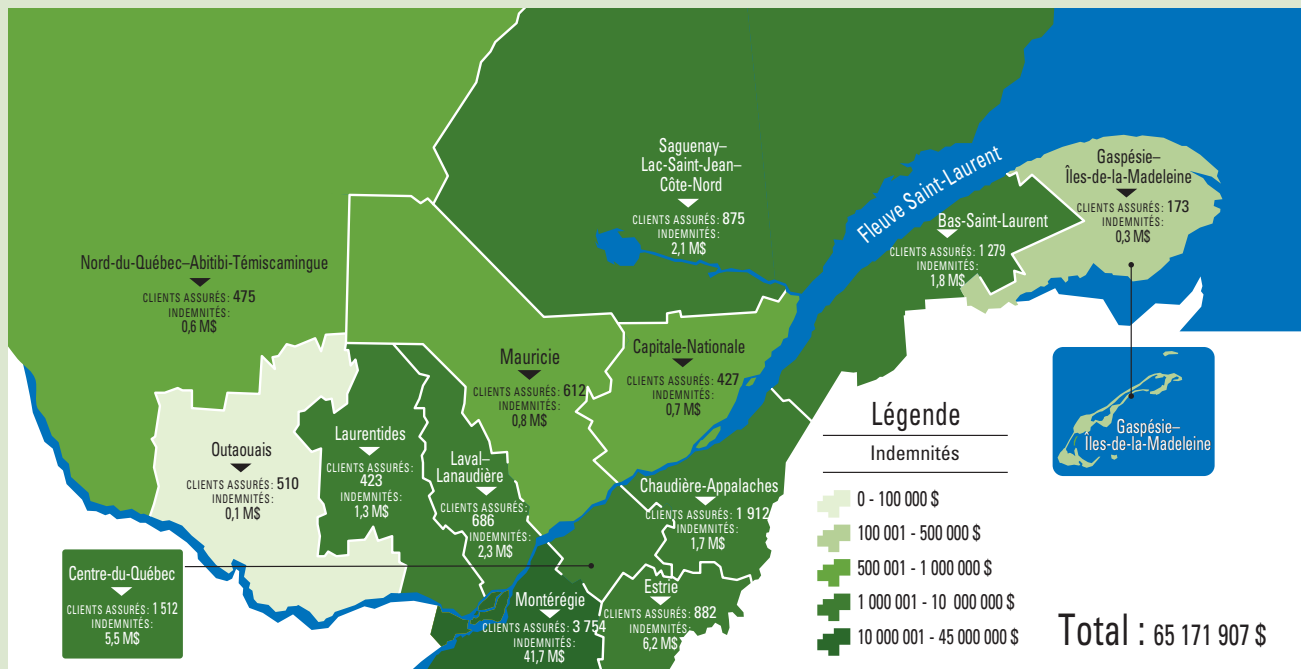 Saguenay–
Lac-Saint-Jean–
Côte-Nord
CLIENTS ASSURÉS: 875
INDEMNITÉS:
2,1 M$
Fleuve Saint-Laurent
Gaspésie–
Îles-de-la-Madeleine
CLIENTS ASSURÉS: 173
INDEMNITÉS:
0,3 M$
Bas-Saint-Laurent
CLIENTS ASSURÉS: 1 279
INDEMNITÉS:
1,8 M$
Nord-du-Québec–Abitibi-Témiscamingue
CLIENTS ASSURÉS: 475
INDEMNITÉS:
0,6 M$
Mauricie
CLIENTS ASSURÉS: 612
INDEMNITÉS:
0,8 M$
Capitale-Nationale
CLIENTS ASSURÉS: 427
INDEMNITÉS:
0,7 M$
Outaouais
CLIENTS ASSURÉS: 510
INDEMNITÉS:
0,1 M$
Laurentides
CLIENTS ASSURÉS:
423
INDEMNITÉS:
1,3 M$
Laval–
Lanaudière
CLIENTS ASSURÉS:
686
INDEMNITÉS:
2,3 M$
Chaudière-Appalaches
CLIENTS ASSURÉS: 1 912
INDEMNITÉS:
1,7 M$
Centre-du-Québec
CLIENTS ASSURÉS: 1 512
INDEMNITÉS:
5,5 M$
Montérégie
CLIENTS ASSURÉS: 3 754
INDEMNITÉS:
41,7 M$
Estrie
CLIENTS ASSURÉS: 882
INDEMNITÉS:
6,2 M$
Gaspésie–
Îles-de-la-Madeleine
Légende
Indemnités
0 - 100 000 $
100 001 - 500 000 $
500 001 - 1 000 000 $
1 000 001 - 10 000 000 $
10 000 001 - 45 000 000 $
Total : 65 171 907 $